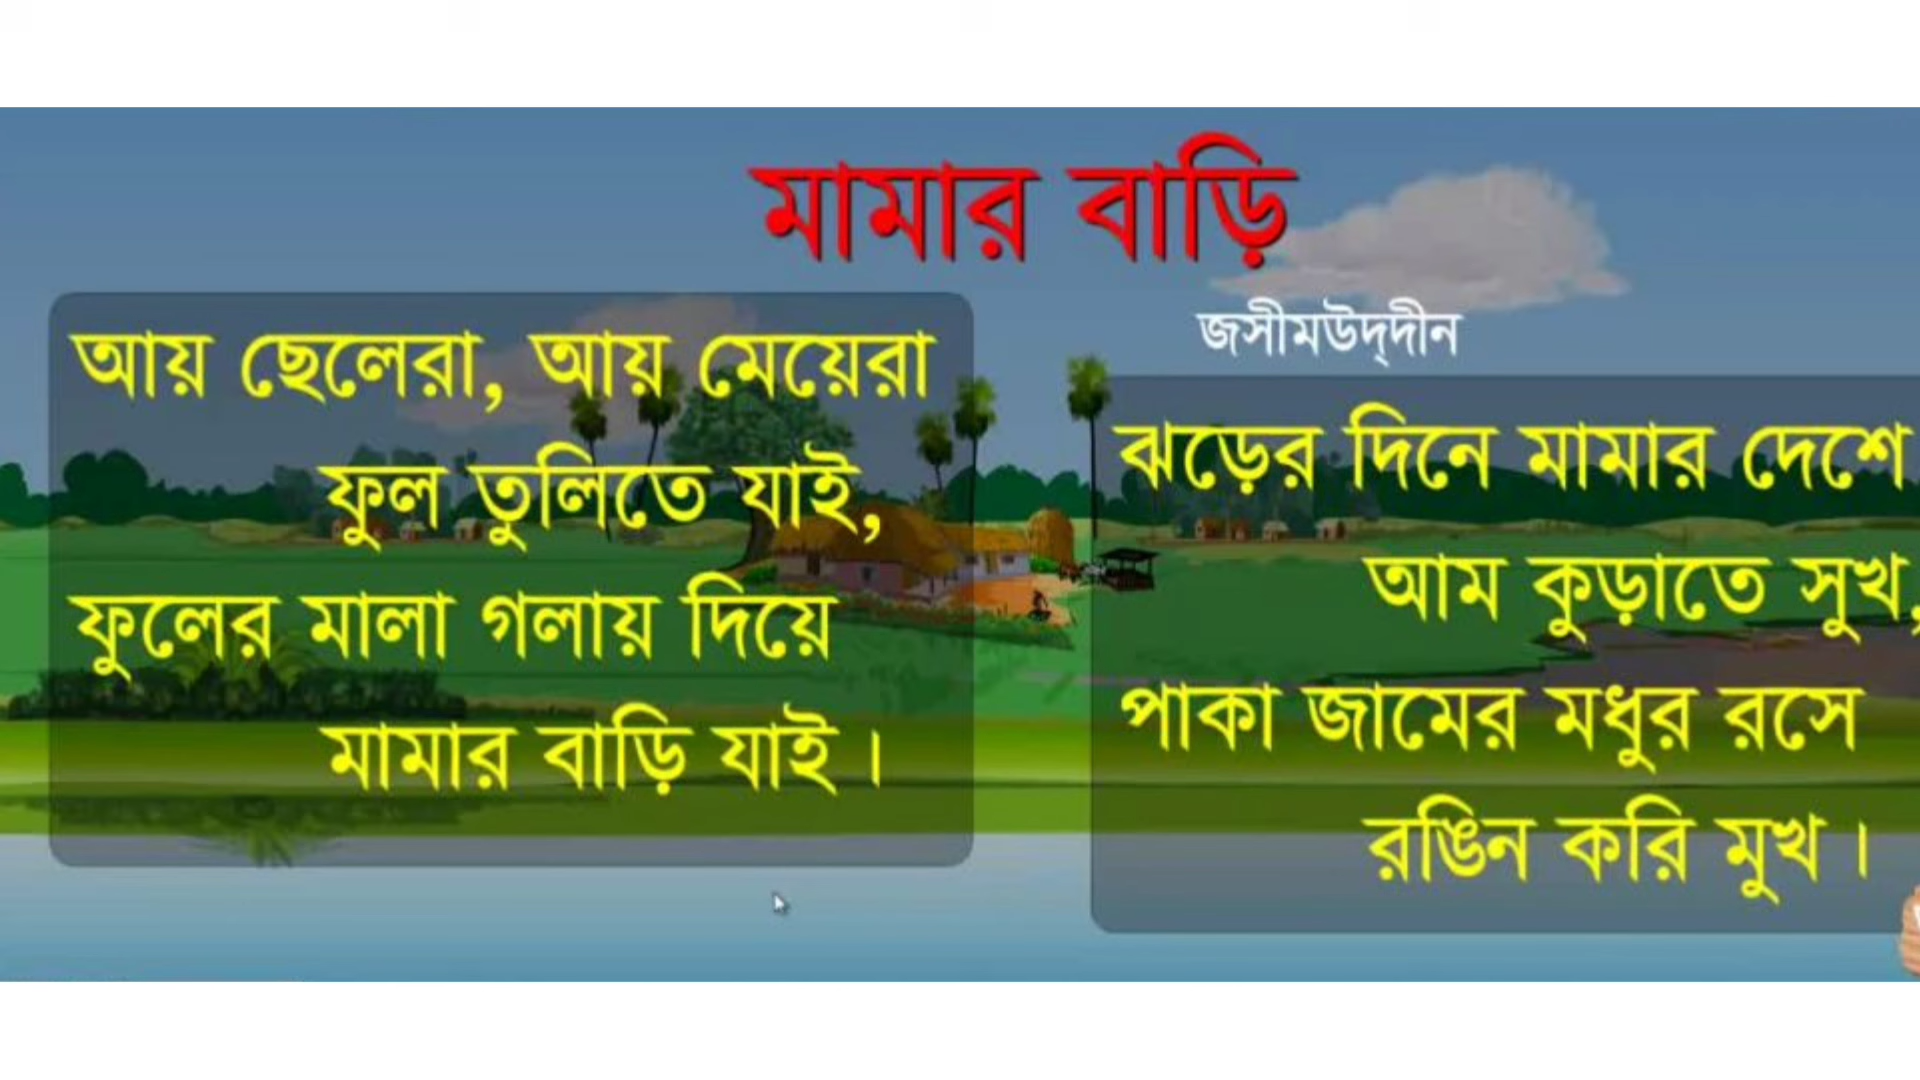 মামার বাড়ি
জসীমউদ্‌দীন
আয় ছেলেরা, আয় মেয়েরা
ফুল তুলিতে যাই,
ফুলের মালা গলায় দিয়ে
মামার বাড়ি যাই।
ঝড়ের দিনে মামার দেশে
আম কুড়াতে সুখ,
পাকা জামের মধুর রসে
রঙিন করি মুখ।